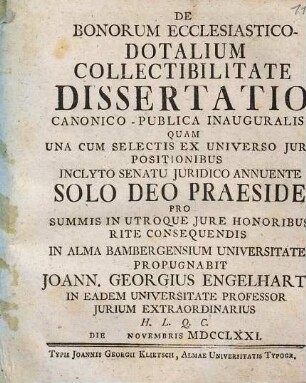 DE
BONORUM ECCLESIASTICO-
DOTALIUM
COLLECTIBILITATE
DISSERTATIO
CANONICO - PUBLICA INAUGURALIS
QUAM
UNA CUM SELECTIS EX UNIVERSO JUR
POSITIONIBUS
INCLYTO SENATU JURIDICO ANNUENTE
SOLO DEO PRAESIDE
PRO
SUMMIS IN UTROQUE JURE HONORIBUS
RITE CONSEQUENDIS
IN ALMA BAMBERGENSIUM UNIVERSITATE
PROPUGNABIT
JOANN. GEORGIUS ENGELHART
IN EADEM UNIVERSITATE PROFESSOR
JURIUM EXTRAORDINARIUS
H. L. Q. C.
DIE NOVEMBRIS MDCCLXXI.
TYPIS JOANNIS GEORGII KLIETSCH, ALMAE UNIVERSITATIS TYPOGR.